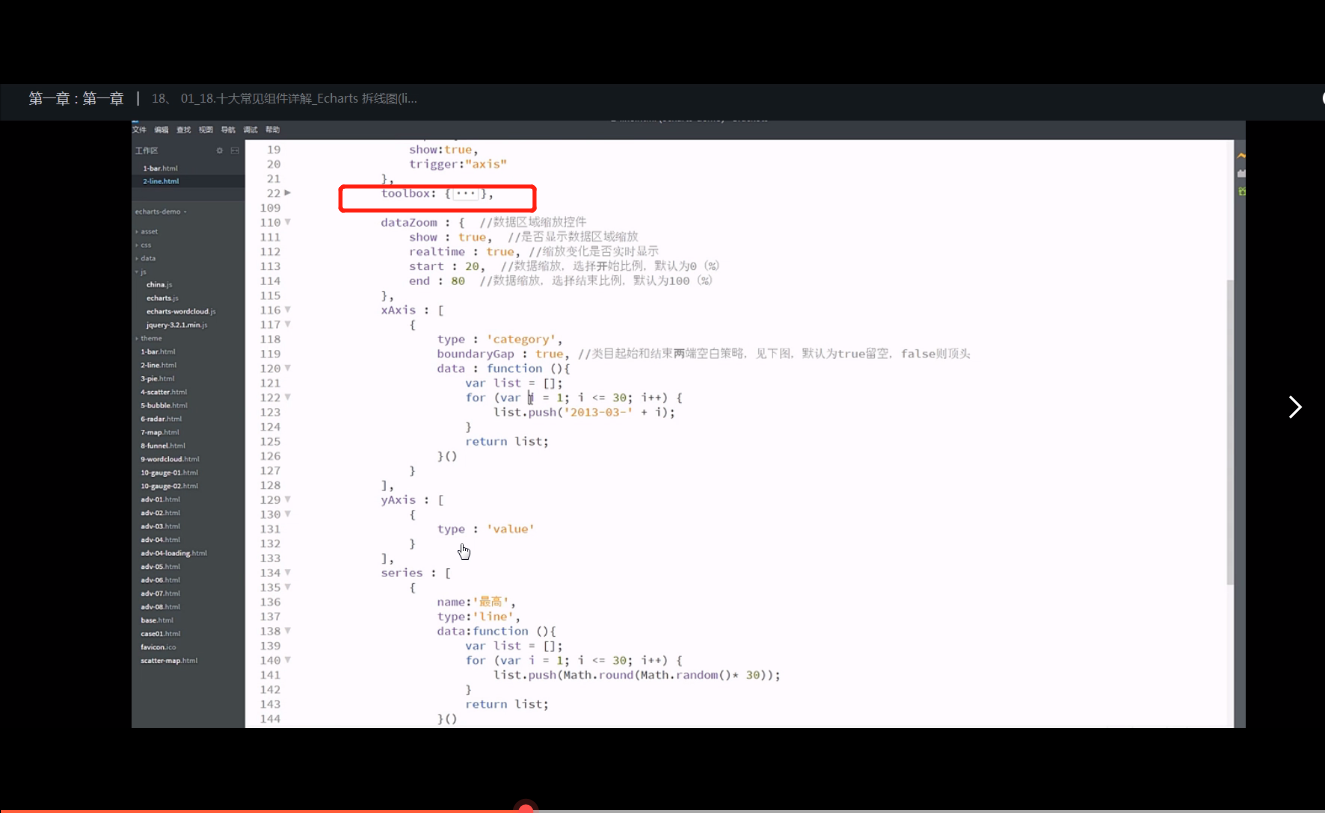 第一章 : 第一章 | 18、 01_18.十大常见组件详解_Echarts 拆线图(li...
文件 编辑 查找 视图 导航 调试 帮助
工作区
1-bar.html
2-line.html
echarts-demo
asset
css
data
js
china.js
echarts.js
echarts-wordcloud.js
jquery-3.2.1.min.js
theme
1-bar.html
2-line.html
3-pie.html
4-scatter.html
5-bubble.html
6-radar.html
7-map.html
8-funnel.html
9-wordcloud.html
10-gauge-01.html
10-gauge-02.html
adv-01.html
adv-02.html
adv-03.html
adv-04.html
adv-04-loading.html
adv-05.html
adv-06.html
adv-07.html
adv-08.html
base.html
case01.html
favicon.ico
scatter-map.html
19 show:true,
20 trigger:"axis"
21 },
22 toolbox: {...},
109
110 dataZoom : { //数据区域缩放控件
111 show : true, //是否显示数据区域缩放
112 realtime : true, //缩放变化是否实时显示
113 start : 20, //数据缩放，选择开始比例，默认为0（%）
114 end : 80 //数据缩放，选择结束比例，默认为100（%）
115 },
116 xAxis : [
117 {
118 type : 'category',
119 boundaryGap : true, //类目起始和结束两端空白策略，见下图，默认为true留空，false则顶头
120 data : function (){
121 var list = [];
122 for (var i = 1; i <= 30; i++) {
123 list.push('2013-03-' + i);
124 }
125 return list;
126 }()
127 }
128 ],
129 yAxis : [
130 {
131 type : 'value'
132 }
133 ],
134 series : [
135 {
136 name:'最高',
137 type:'line',
138 data:function (){
139 var list = [];
140 for (var i = 1; i <= 30; i++) {
141 list.push(Math.round(Math.random()* 30));
142 }
143 return list;
144 }()